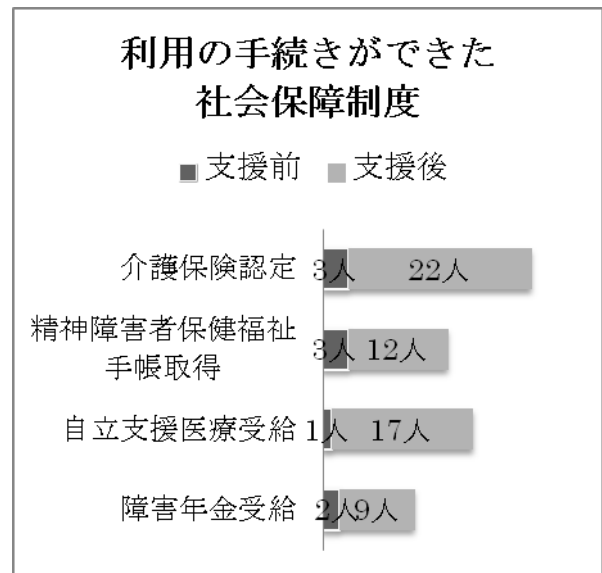 利用の手続きができた
社会保障制度
■支援前 ■支援後
介護保険認定 3人 22人
精神障害者保健福祉
手帳取得 3人 12人
自立支援医療受給 1人 17人
障害年金受給 2人 9人